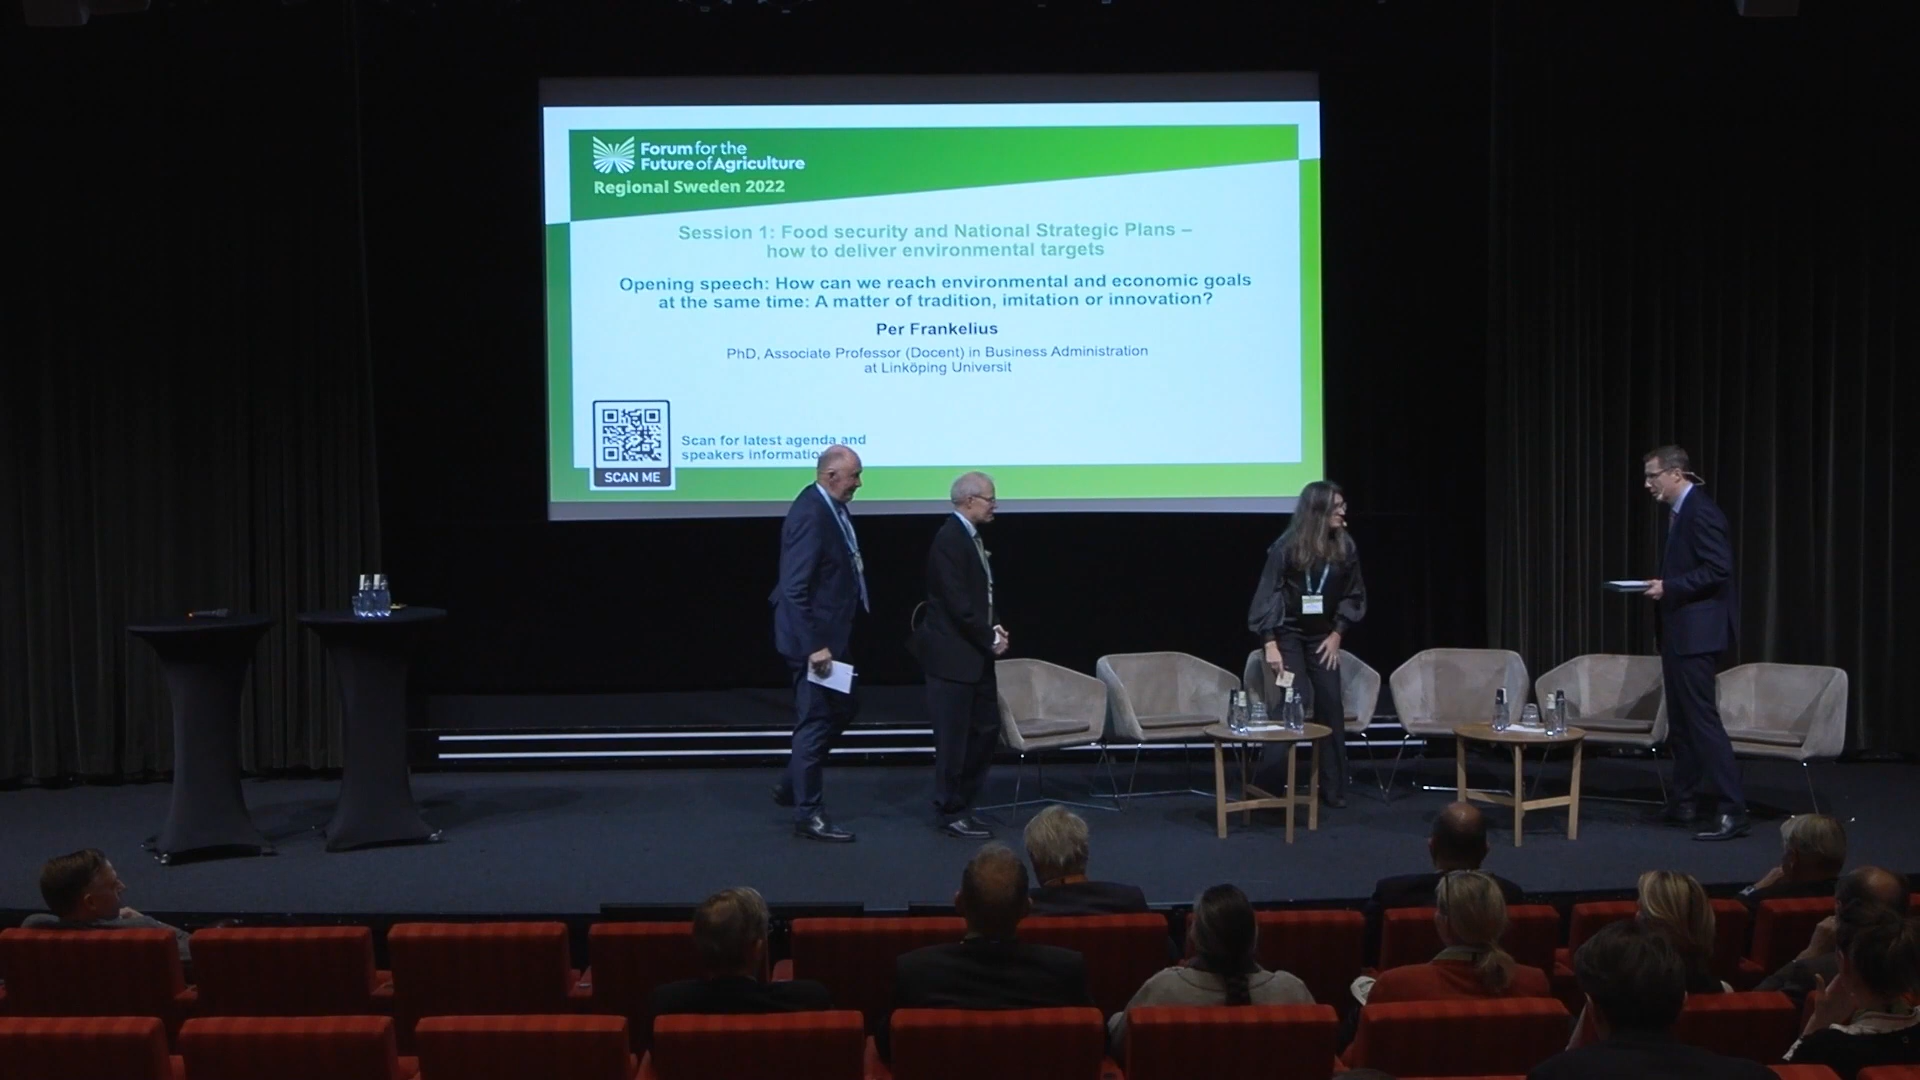 Forum for the
Future of Agriculture
Regional Sweden 2022
Session 1: Food security and National Strategic Plans –
how to deliver environmental targets
Opening speech: How can we reach environmental and economic goals
at the same time: A matter of tradition, imitation or innovation?
Per Frankelius
PhD, Associate Professor (Docent) in Business Administration
at Linköping Universit
Scan for latest agenda and
speakers informatio
SCAN ME